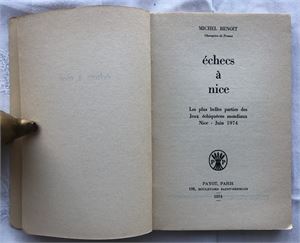 MICHEL BENOIT
Champion de France
échecs
à
nice
Les plus belles parties des
Jeux échiquéens mondiaux
Nice - Juin 1974
PAYOT, PARIS
106, BOULEVARD SAINT-GERMAIN
1974